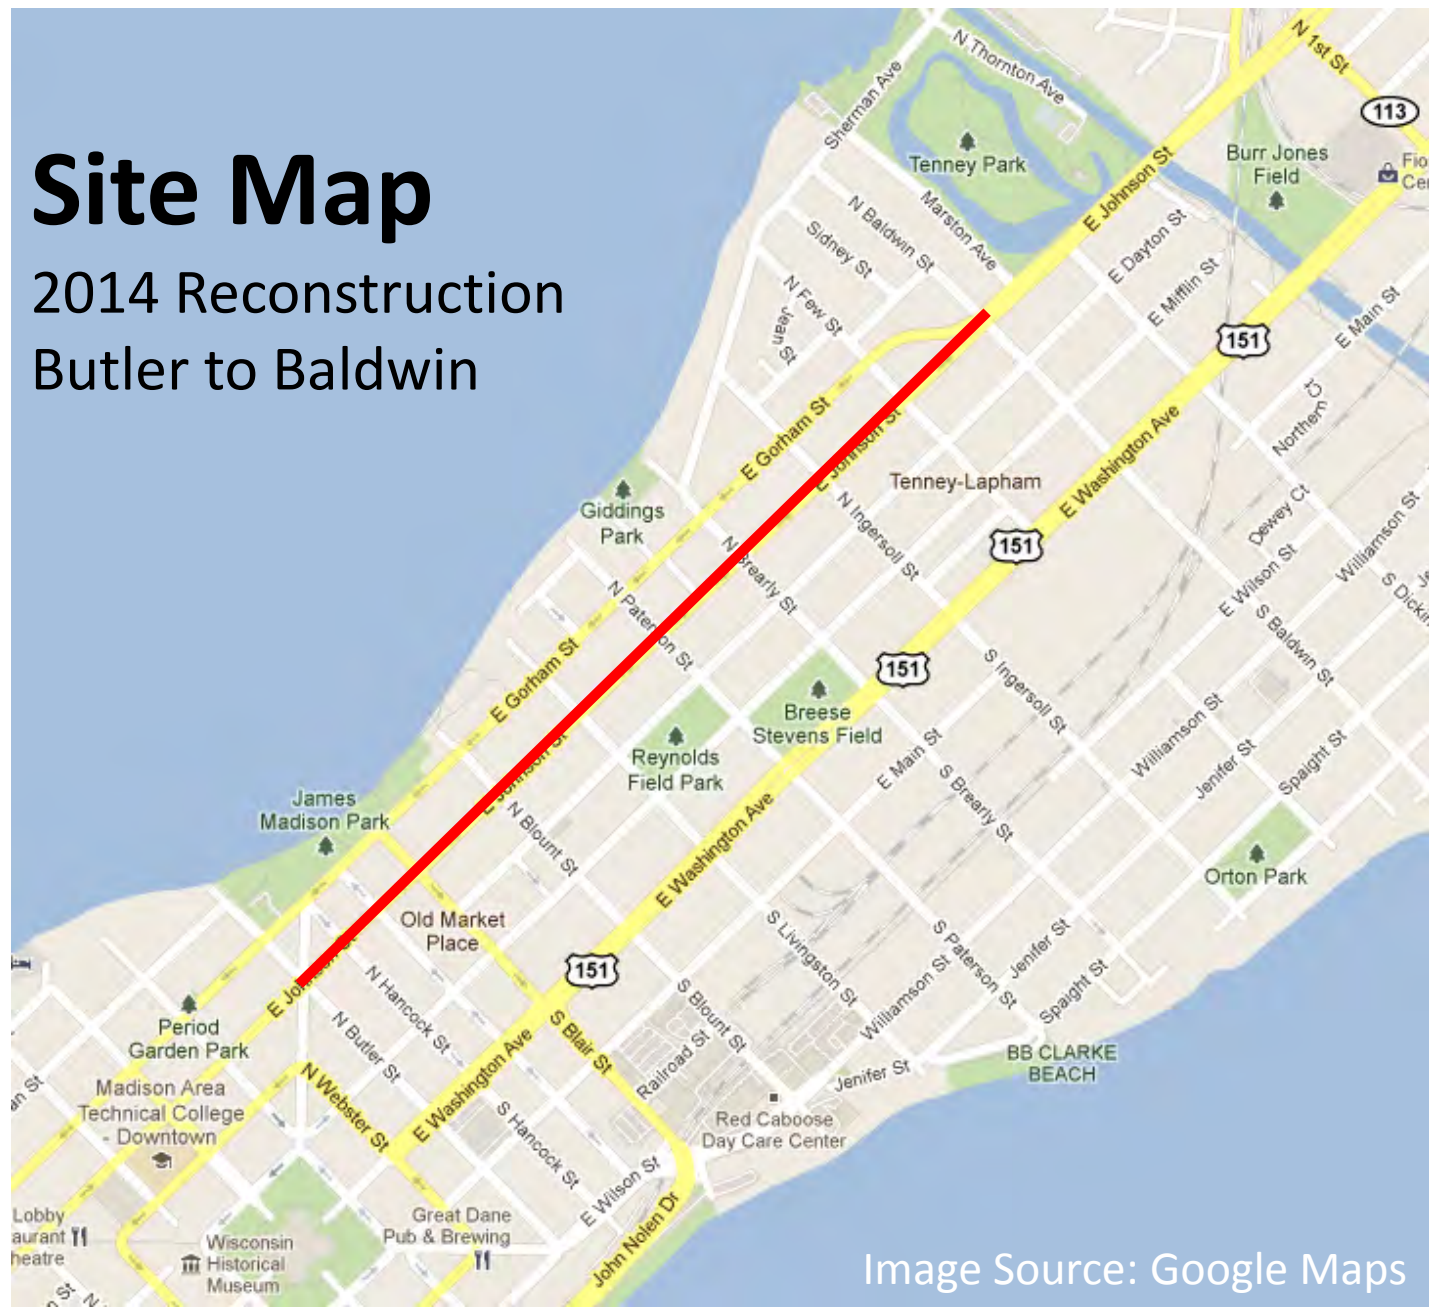 Site Map
2014 Reconstruction
Butler to Baldwin
N 1st St
113
N Thornton Ave
Sherman Ave
Tenney Park
Burr Jones
Field
E Johnson St
Marston Ave
N Baldwin St
Sidney St
E Dayton St
E Mifflin St
N Few St
Jean St
E Main St
151
Northern Ct
E Gorham St
E Johnson St
E Washington Ave
Tenney-Lapham
Giddings
Park
N Ingersoll St
151
Dewey Ct
Williamson St
E Wilson St
N Brearly St
N Paterson St
S Baldwin St
S Ingersoll St
151
E Gorham St
Breese
Stevens Field
Reynolds
Field Park
E Main St
Williamson St
Jenifer St
Spaight St
S Brearly St
E Johnson St
James
Madison Park
N Blount St
E Washington Ave
Orton Park
Old Market
Place
151
S Livingston St
S Paterson St
Jenifer St
Spaight St
Williamson St
E Johnson St
N Hancock St
N Butler St
S Blount St
S Blair St
Railroad St
Period
Garden Park
BB CLARKE
BEACH
Jenifer St
Madison Area
Technical College
- Downtown
N Webster St
E Washington Ave
S Hancock St
Red Caboose
Day Care Center
E Wilson St
John Nolen Dr
Great Dane
Pub & Brewing
Wisconsin
Historical
Museum
Lobby
Image Source: Google Maps